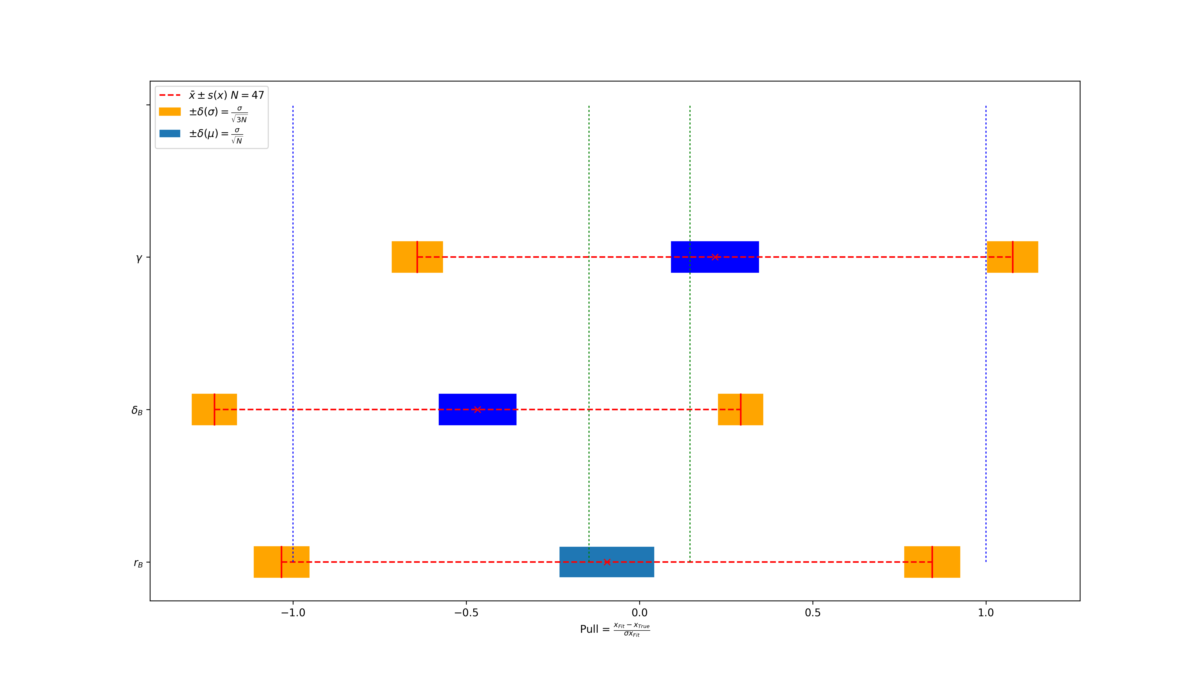 x̄ ± s(x) N = 47
±δ(σ) = σ/√3N
±δ(μ) = σ/√N
γ
δ_B
r_B
−1.0 −0.5 0.0 0.5 1.0
Pull = (x_Fit − x_True)/(σx_Fit)